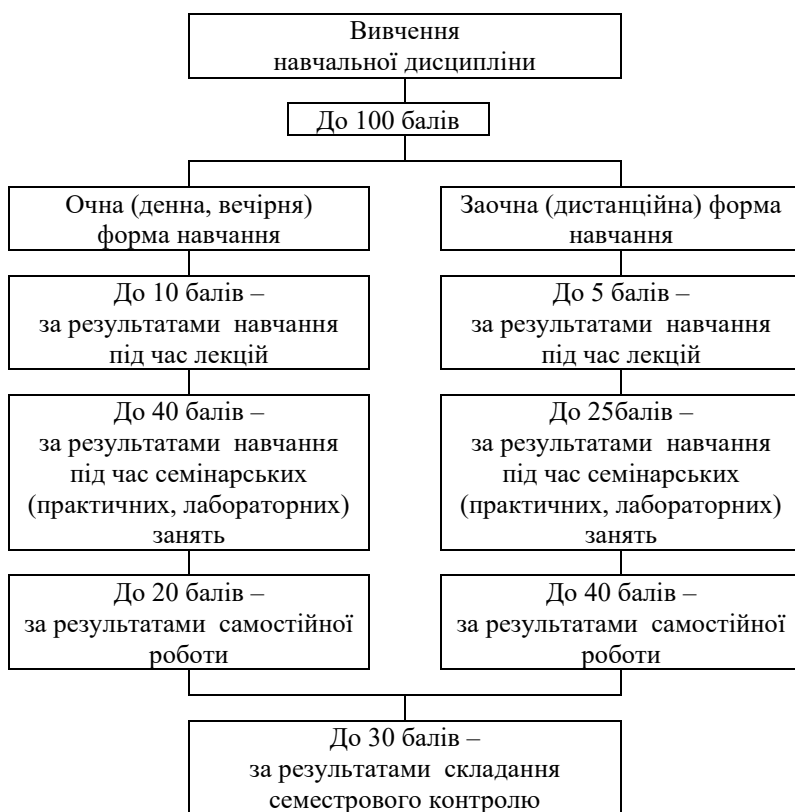 Вивчення
навчальної дисципліни
До 100 балів
Очна (денна, вечірня)
форма навчання
До 10 балів –
за результатами навчання
під час лекцій
До 40 балів –
за результатами навчання
під час семінарських
(практичних, лабораторних)
занять
До 20 балів –
за результатами самостійної
роботи
Заочна (дистанційна) форма
навчання
До 5 балів –
за результатами навчання
під час лекцій
До 25балів –
за результатами навчання
під час семінарських
(практичних, лабораторних)
занять
До 40 балів –
за результатами самостійної
роботи
До 30 балів –
за результатами складання
семестрового контролю